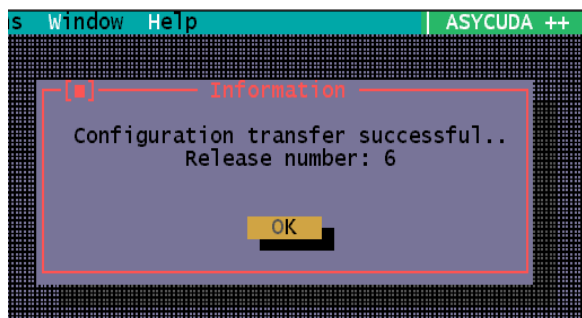 s Window Help ASYCUDA ++
[■] Information
Configuration transfer successful..
Release number: 6
OK